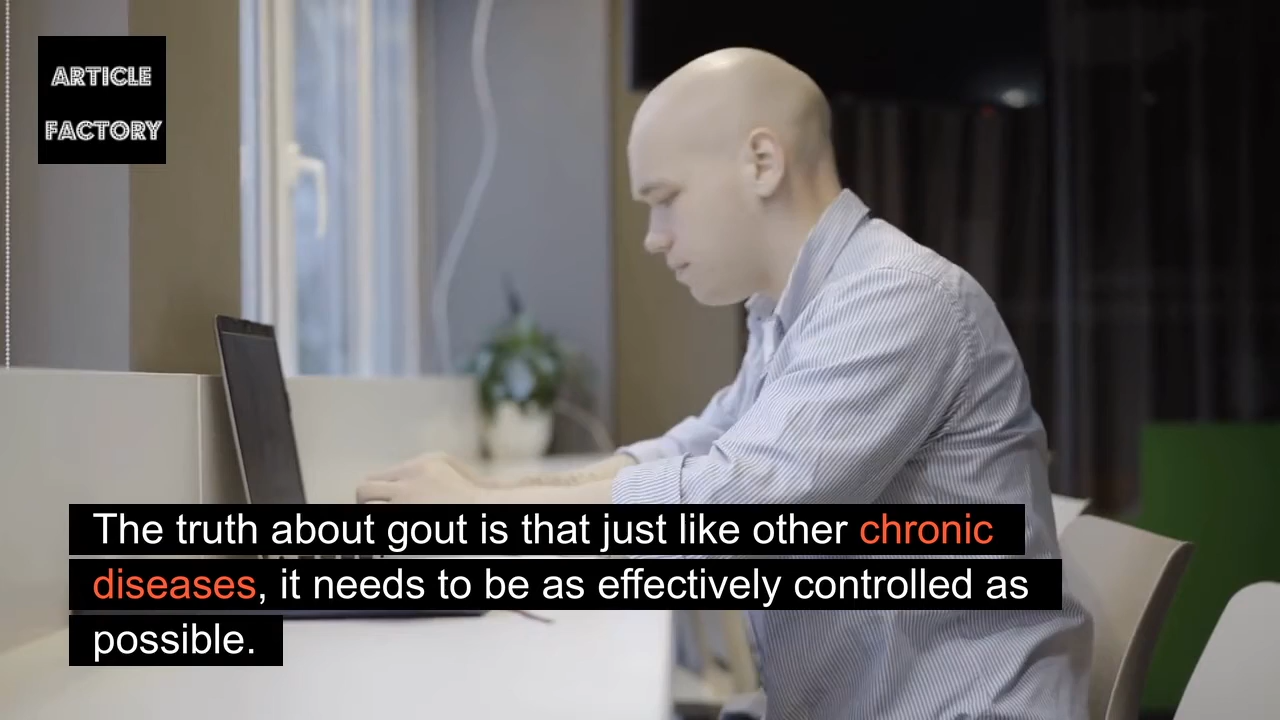 ARTICLE
FACTORY
The truth about gout is that just like other chronic
diseases, it needs to be as effectively controlled as
possible.